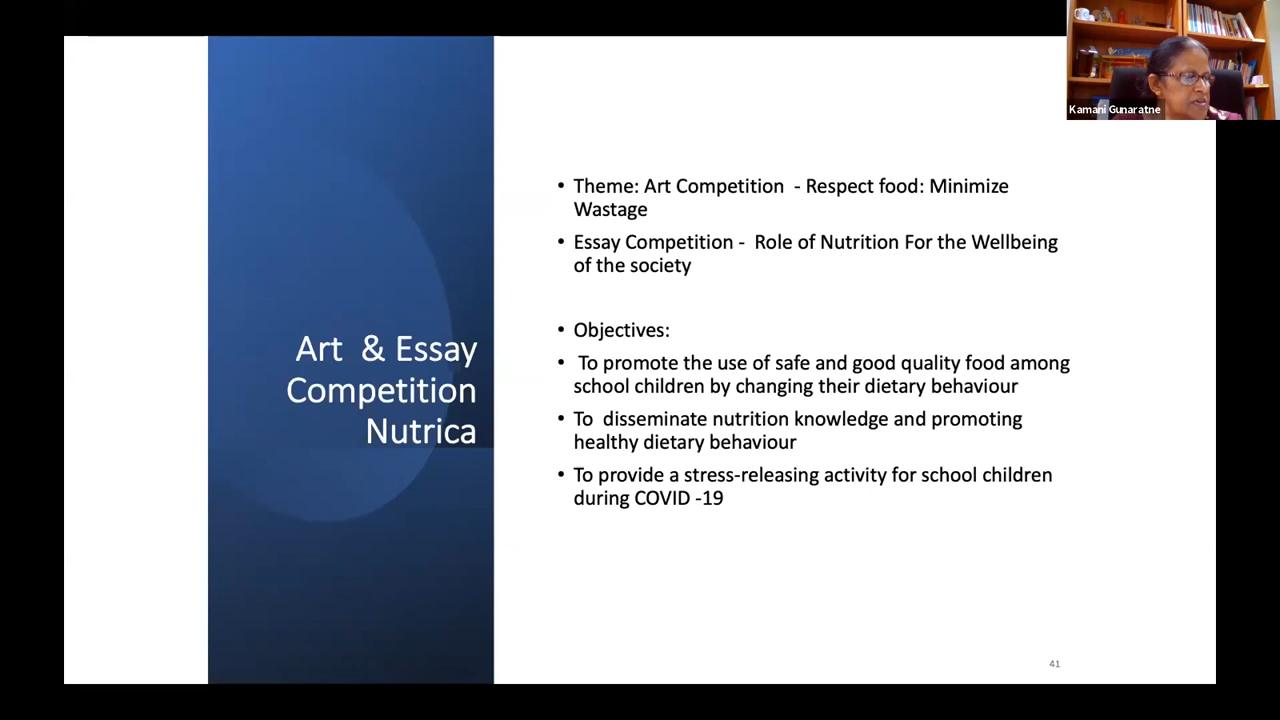 Kamani Gunaratne
Art & Essay
Competition
Nutrica
• Theme: Art Competition - Respect food: Minimize
Wastage
• Essay Competition - Role of Nutrition For the Wellbeing
of the society
• Objectives:
• To promote the use of safe and good quality food among
school children by changing their dietary behaviour
• To disseminate nutrition knowledge and promoting
healthy dietary behaviour
• To provide a stress-releasing activity for school children
during COVID -19
41